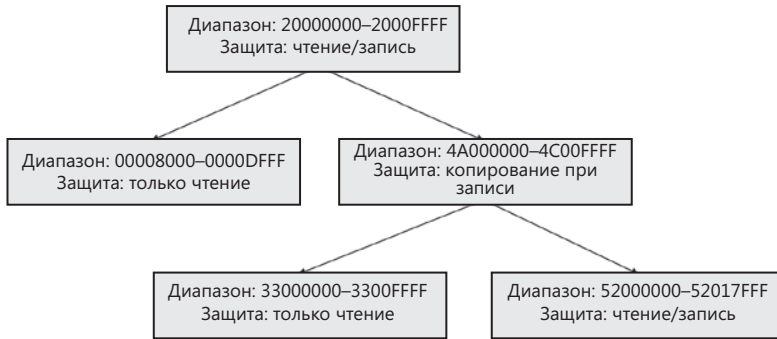 Диапазон: 20000000–2000FFFF
Защита: чтение/запись
Диапазон: 00008000–0000DFFF
Защита: только чтение
Диапазон: 4A000000–4C00FFFF
Защита: копирование при
записи
Диапазон: 33000000–3300FFFF
Защита: только чтение
Диапазон: 52000000–52017FFF
Защита: чтение/запись